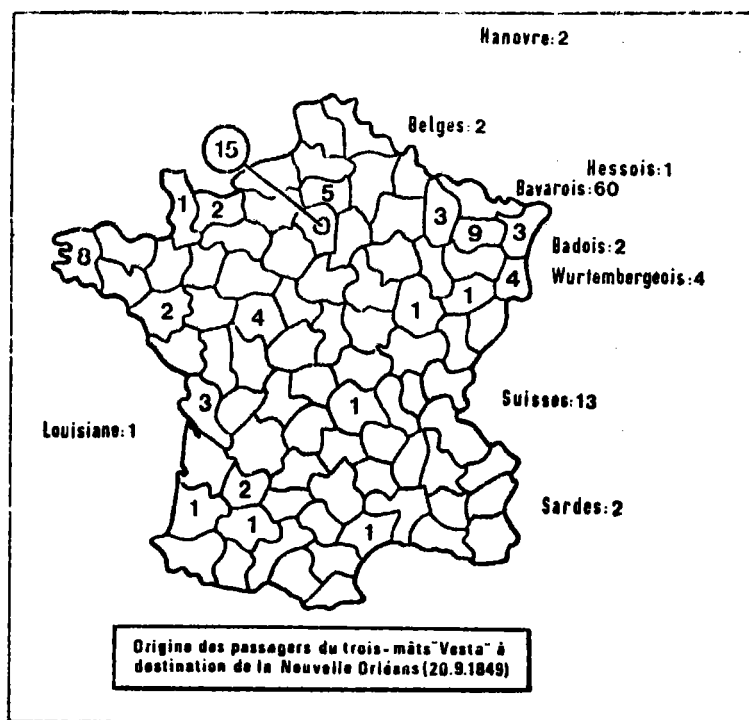 Hanovre: 2
Belges: 2
15
Hessois: 1
Bavarois: 60
5
1
2
3
9
3
Badois: 2
8
4
Wurtembergeois: 4
1
2
4
1
Suisses: 13
3
1
Louisiane: 1
2
1
1
1
Sardes: 2
Origine des passagers du trois-mâts "Vesta" à
destination de la Nouvelle Orléans (20.9.1849)